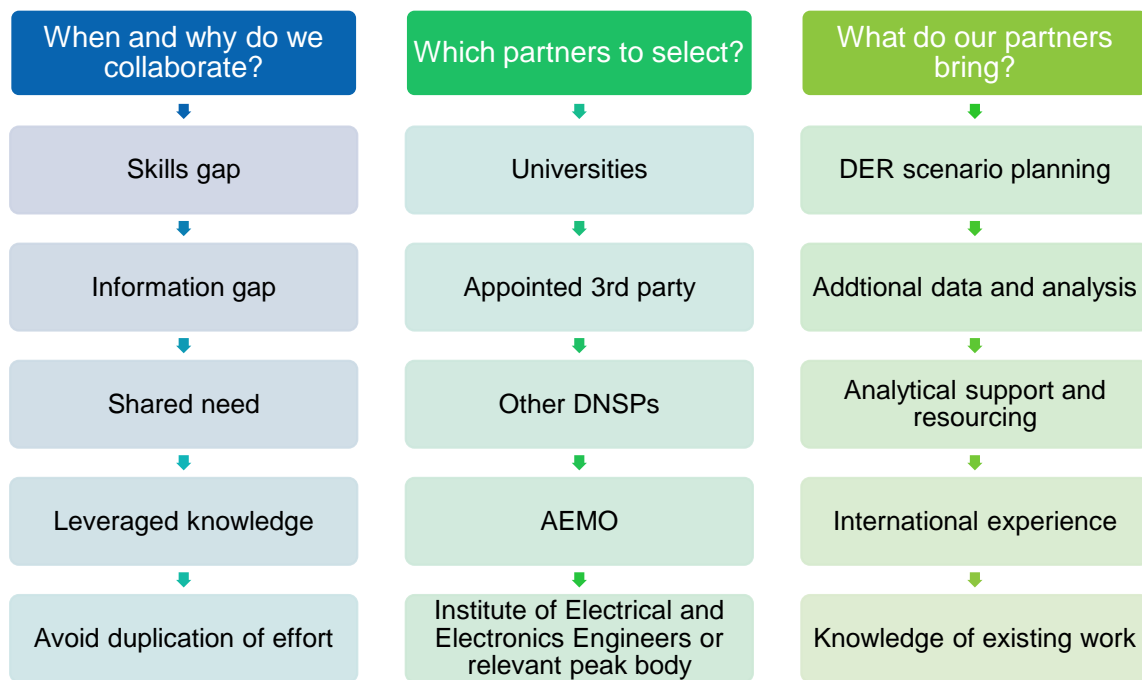 When and why do we
collaborate?
Skills gap
Information gap
Shared need
Leveraged knowledge
Avoid duplication of effort
Which partners to select?
Universities
Appointed 3rd party
Other DNSPs
AEMO
Institute of Electrical and
Electronics Engineers or
relevant peak body
What do our partners
bring?
DER scenario planning
Addtional data and analysis
Analytical support and
resourcing
International experience
Knowledge of existing work